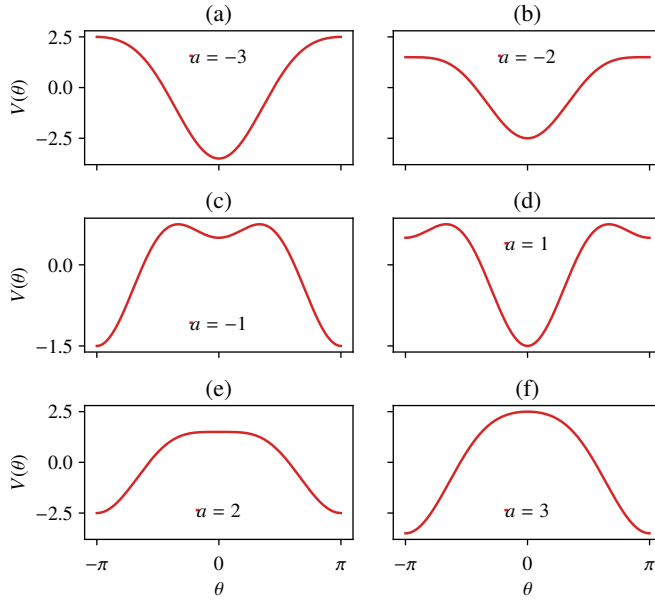 (a)
(b)
2.5
0.0
−2.5
V(θ)
a = −3
a = −2
(c)
(d)
0.0
−1.5
V(θ)
a = −1
a = 1
(e)
(f)
2.5
0.0
−2.5
V(θ)
a = 2
a = 3
−π
0
π
−π
0
π
θ
θ